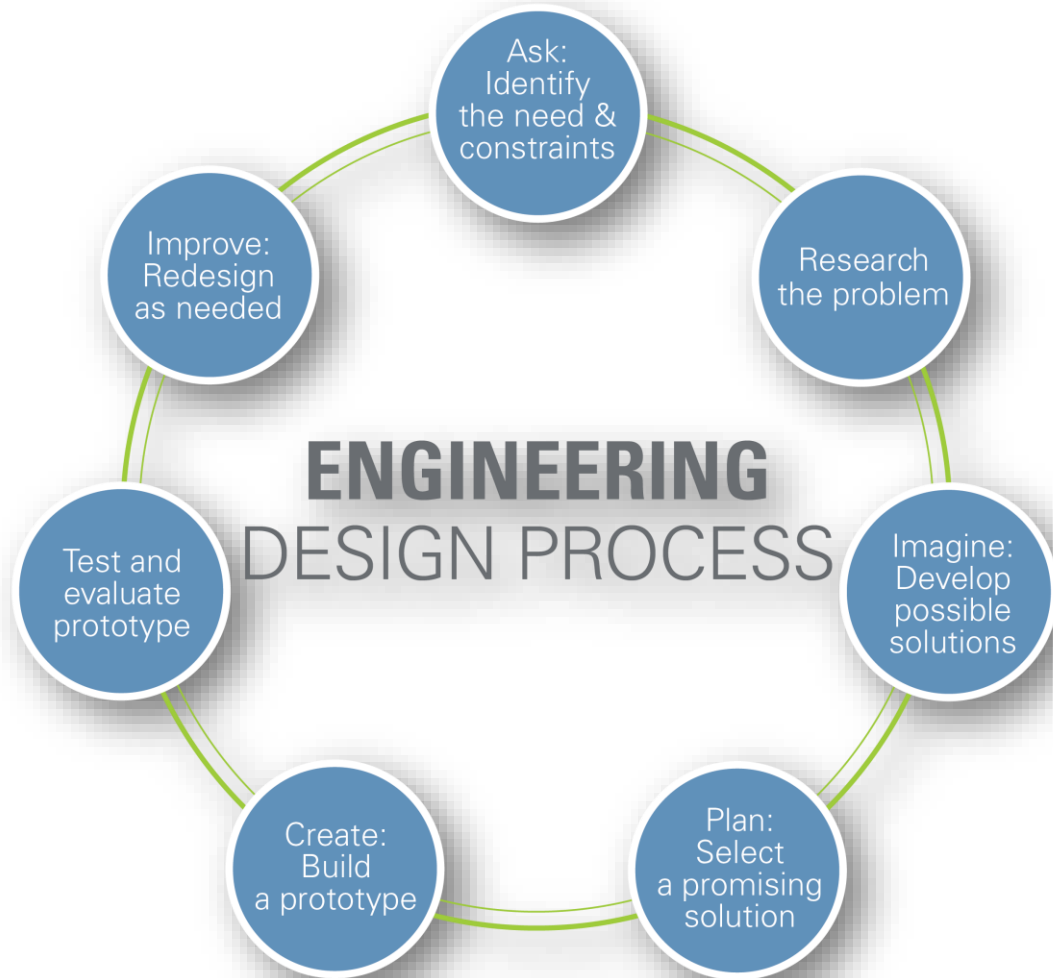 Ask:
Identify
the need &
constraints
Research
the problem
Imagine:
Develop
possible
solutions
Plan:
Select
a promising
solution
Create:
Build
a prototype
Test and
evaluate
prototype
Improve:
Redesign
as needed
ENGINEERING
DESIGN PROCESS